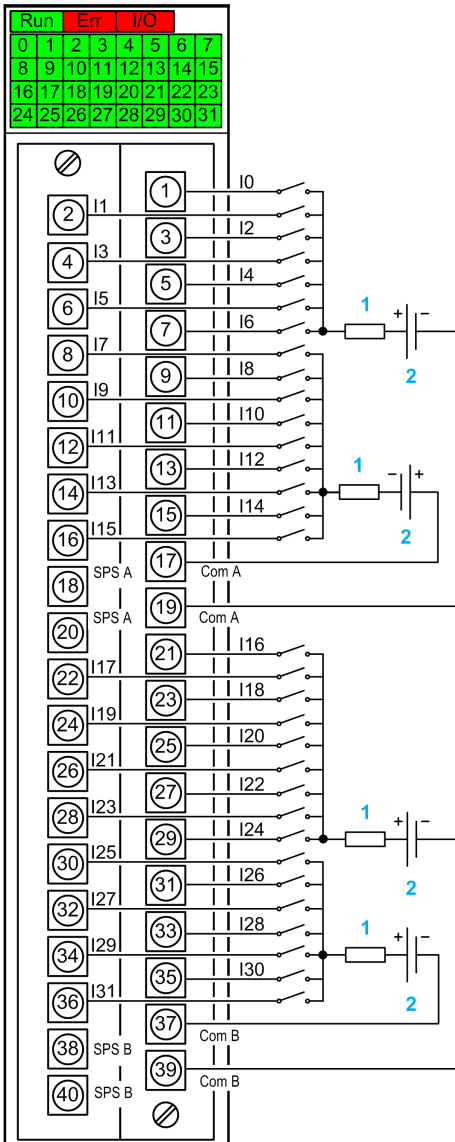 Run Err I/O
0 1 2 3 4 5 6 7
8 9 10 11 12 13 14 15
16 17 18 19 20 21 22 23
24 25 26 27 28 29 30 31
1 I0
2 I1
3 I2
4 I3
5 I4
6 I5
1
7 I6 + −
8 I7
2
9 I8
10 I9
11 I10
12 I11
1
13 I12
14 I13 − +
15 I14
2
16 I15
17 Com A
18 SPS A
19 Com A
20 SPS A
21 I16
22 I17
23 I18
24 I19
25 I20
26 I21
27 I22
28 I23
1
29 I24 + −
30 I25
2
31 I26
32 I27
33 I28
1
34 I29 + −
35 I30
2
36 I31
37 Com B
38 SPS B
39 Com B
40 SPS B